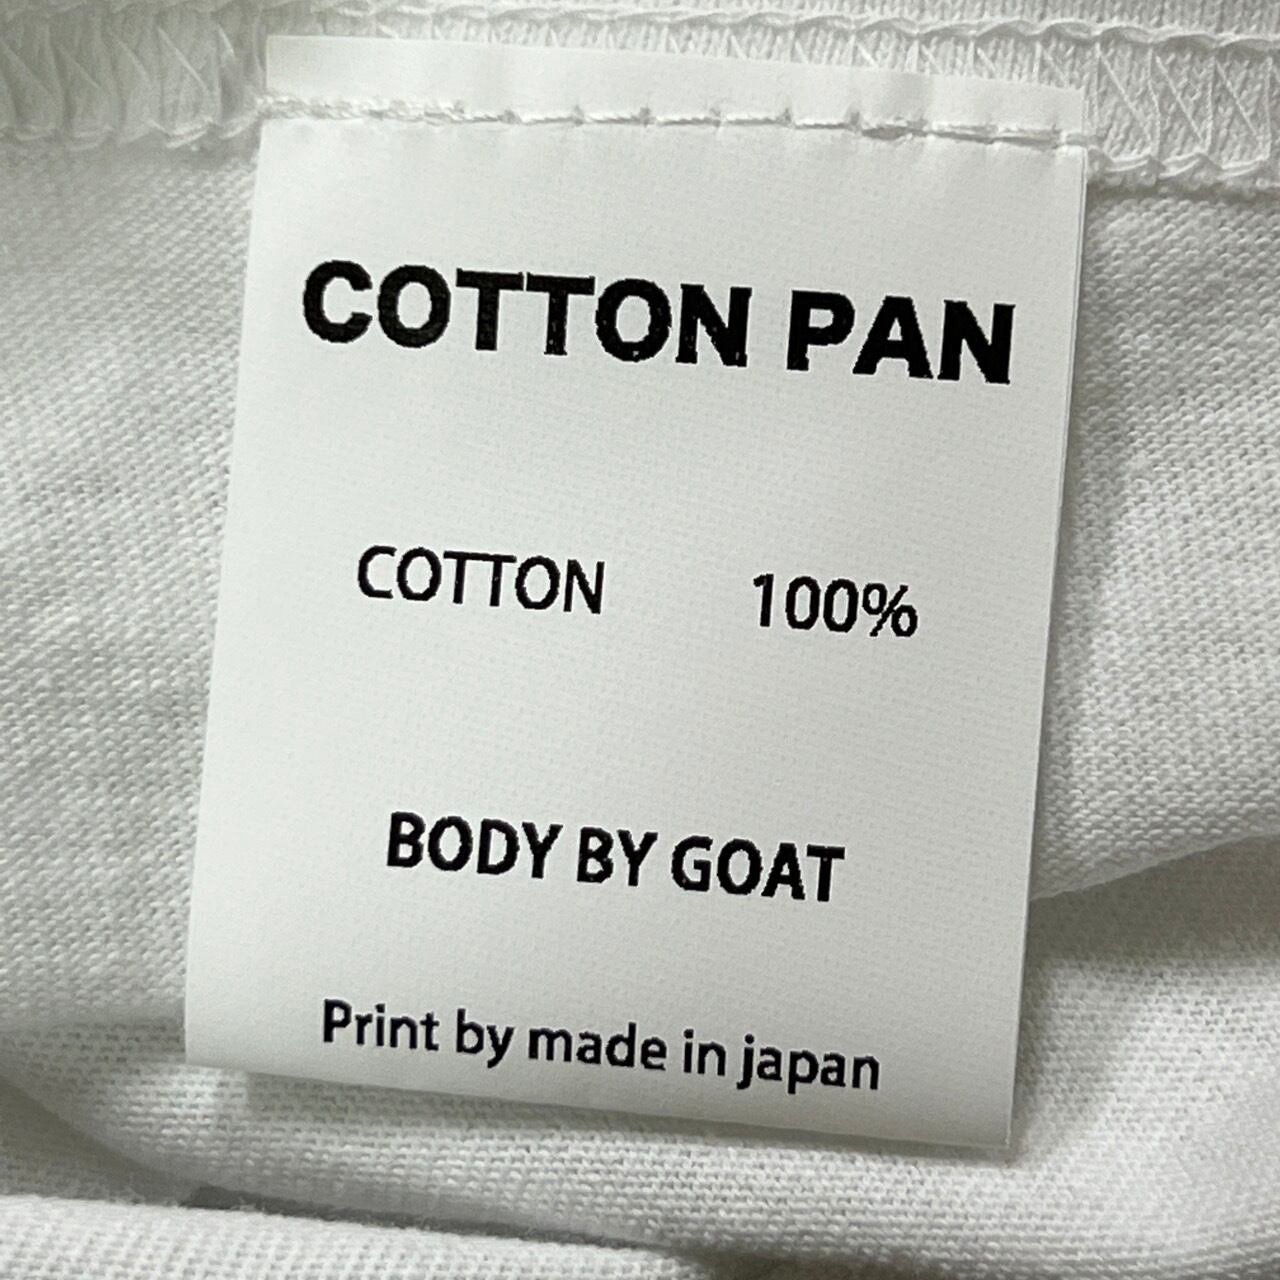 COTTON PAN
COTTON 100%
BODY BY GOAT
Print by made in japan